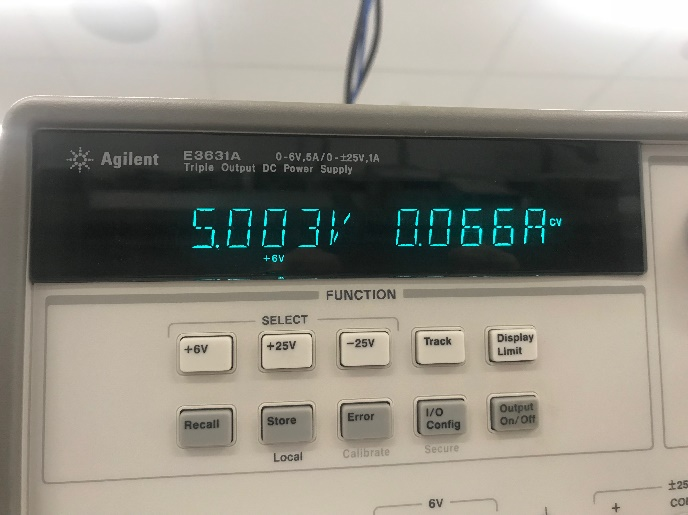 Agilent E3631A 0-6V,5A/0-±25V,1A
Triple Output DC Power Supply
5.003V 0.066A CV
+6V
FUNCTION
SELECT
+6V +25V -25V Track Display Limit
Recall Store Error I/O Config Output On/Off
Local Calibrate Secure
6V ±25
+ CO